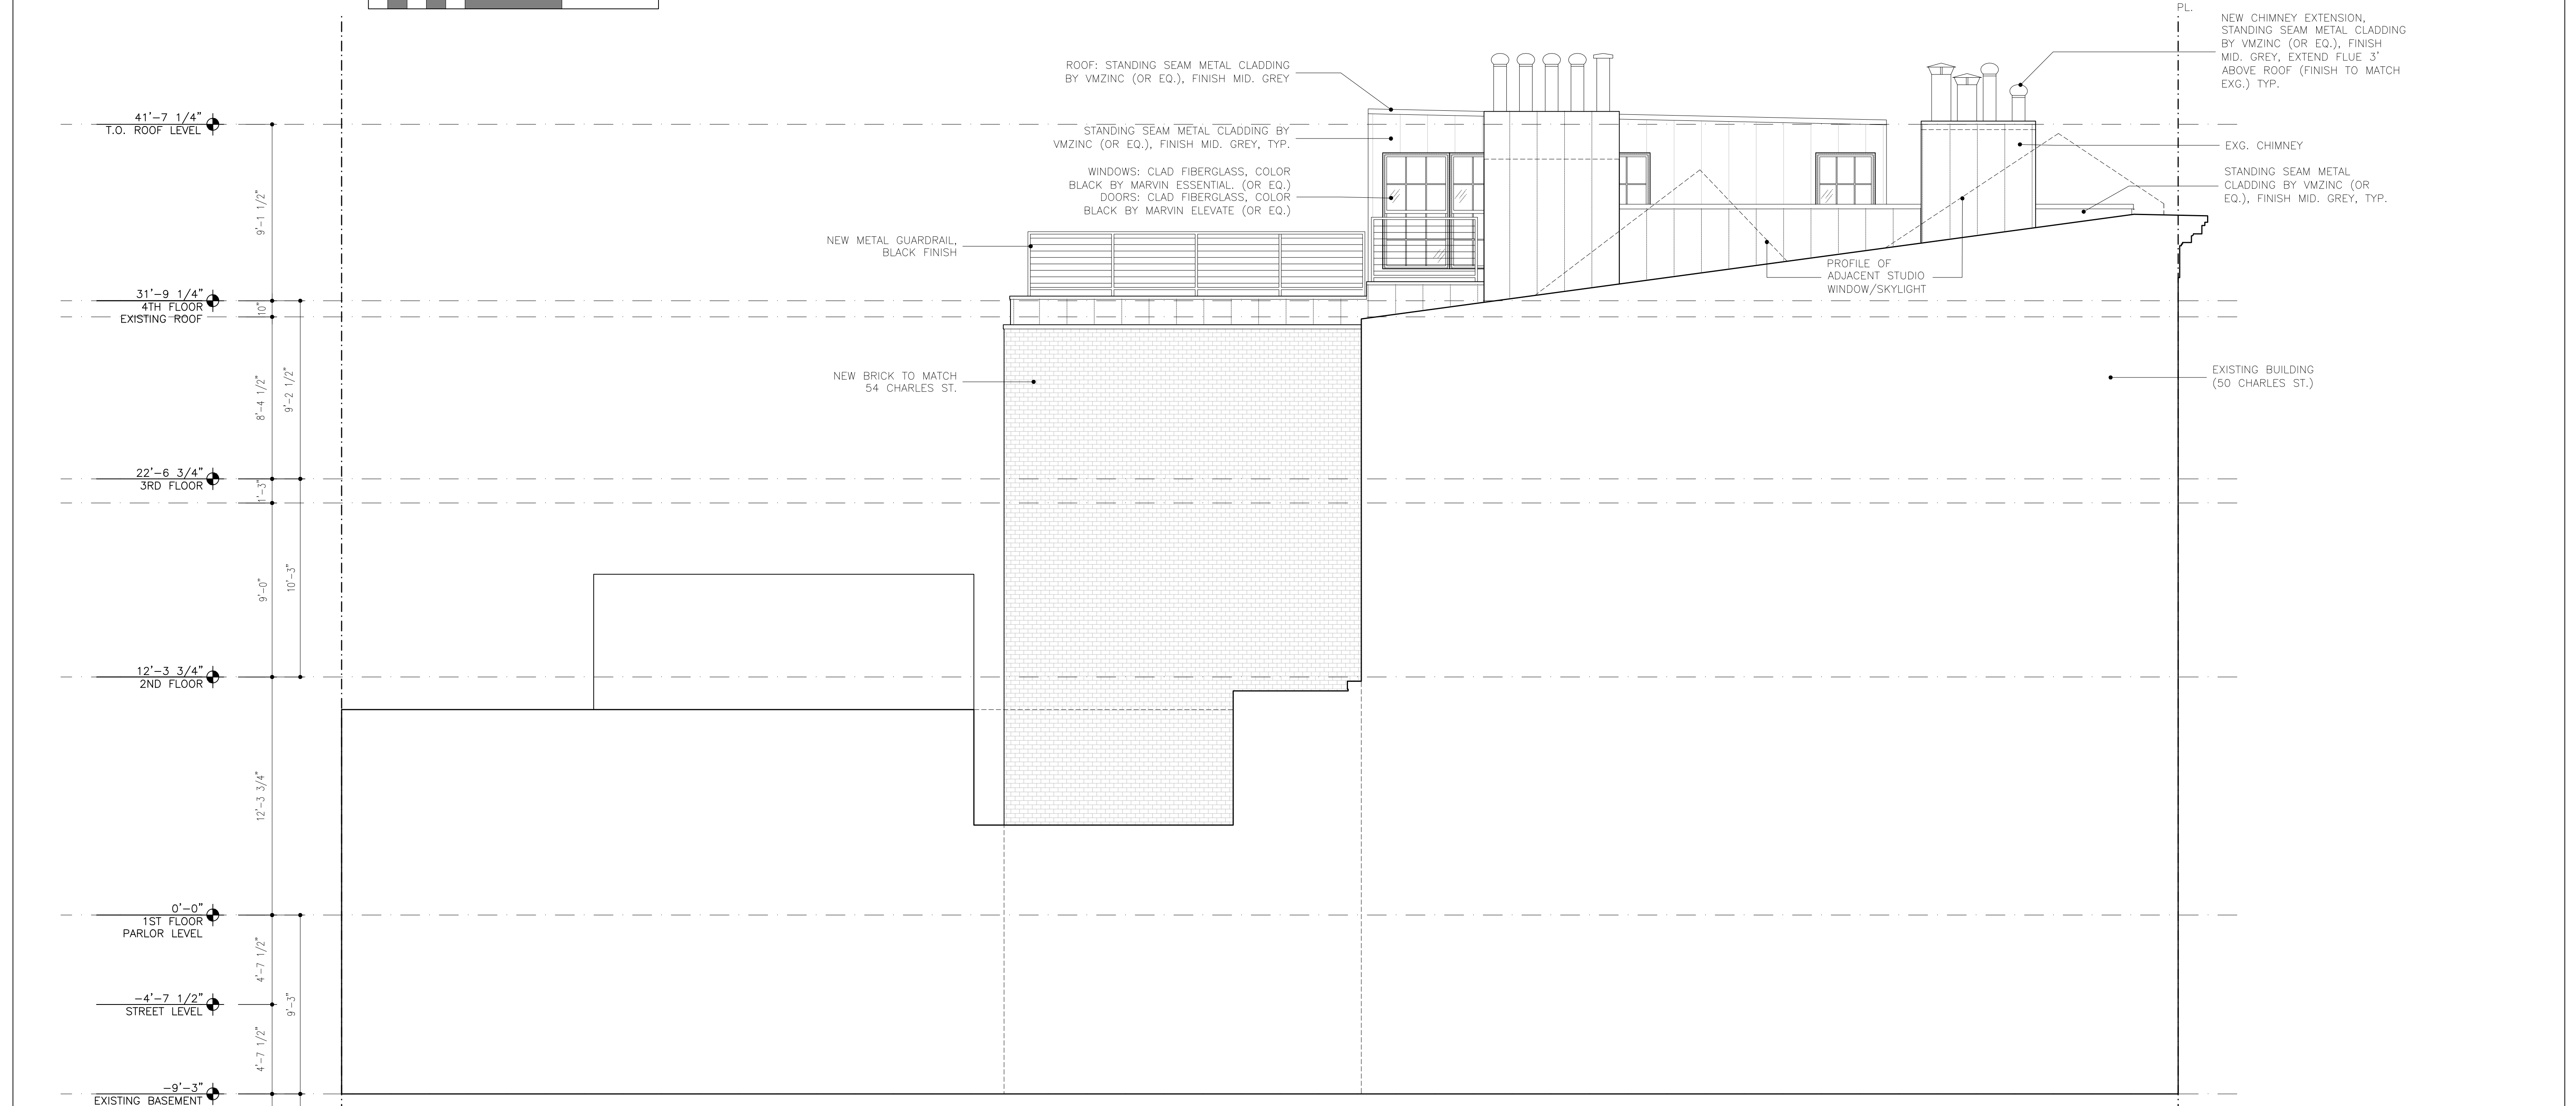 PL.
NEW CHIMNEY EXTENSION,
STANDING SEAM METAL CLADDING
BY VMZINC (OR EQ.), FINISH
MID. GREY, EXTEND FLUE 3'
ABOVE ROOF (FINISH TO MATCH
EXG.) TYP.
ROOF: STANDING SEAM METAL CLADDING
BY VMZINC (OR EQ.), FINISH MID. GREY
41'-7 1/4"
T.O. ROOF LEVEL
STANDING SEAM METAL CLADDING BY
VMZINC (OR EQ.), FINISH MID. GREY, TYP.
EXG. CHIMNEY
WINDOWS: CLAD FIBERGLASS, COLOR
BLACK BY MARVIN ESSENTIAL. (OR EQ.)
DOORS: CLAD FIBERGLASS, COLOR
BLACK BY MARVIN ELEVATE (OR EQ.)
STANDING SEAM METAL
CLADDING BY VMZINC (OR
EQ.), FINISH MID. GREY, TYP.
9'-1 1/2"
NEW METAL GUARDRAIL,
BLACK FINISH
PROFILE OF
ADJACENT STUDIO
WINDOW/SKYLIGHT
31'-9 1/4"
4TH FLOOR
EXISTING ROOF
10"
NEW BRICK TO MATCH
54 CHARLES ST.
EXISTING BUILDING
(50 CHARLES ST.)
8'-4 1/2"
9'-2 1/2"
22'-6 3/4"
3RD FLOOR
1'-3"
9'-0"
10'-3"
12'-3 3/4"
2ND FLOOR
12'-3 3/4"
0'-0"
1ST FLOOR
PARLOR LEVEL
4'-7 1/2"
-4'-7 1/2"
STREET LEVEL
9'-3"
4'-7 1/2"
-9'-3"
EXISTING BASEMENT